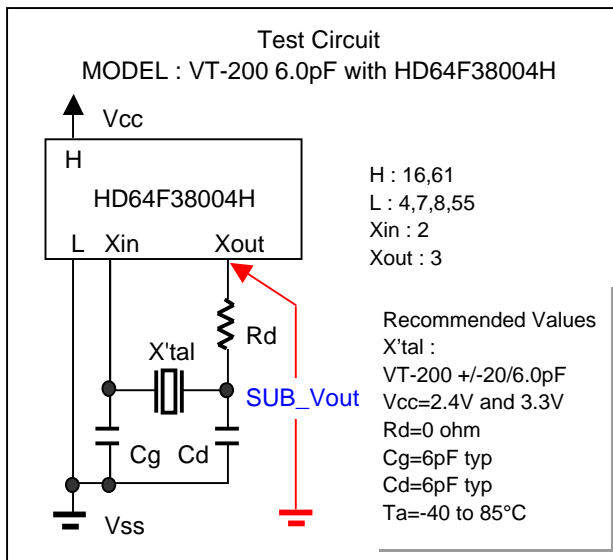 Test Circuit
MODEL : VT-200 6.0pF with HD64F38004H
Vcc
H
HD64F38004H
L Xin Xout
H : 16,61
L : 4,7,8,55
Xin : 2
Xout : 3
Rd
X'tal
SUB_Vout
Cg Cd
Vss
Recommended Values
X'tal :
VT-200 +/-20/6.0pF
Vcc=2.4V and 3.3V
Rd=0 ohm
Cg=6pF typ
Cd=6pF typ
Ta=-40 to 85°C